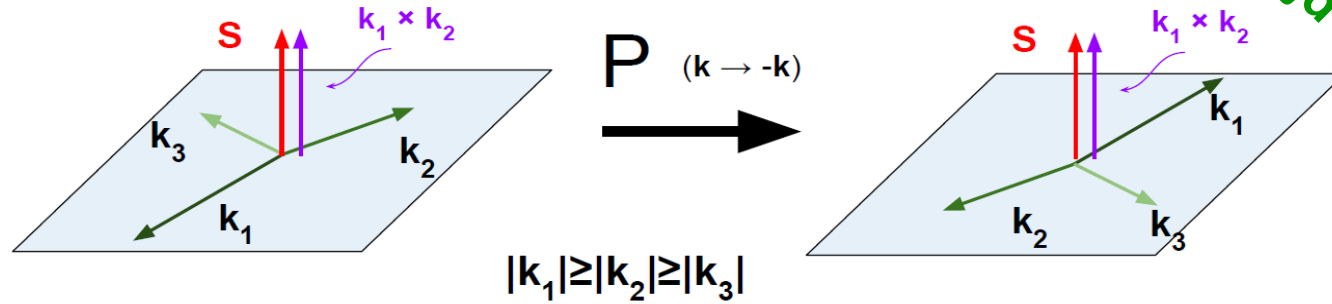 S
k₁ × k₂
k₃
k₂
k₁
P (k → -k)
|k₁|≥|k₂|≥|k₃|
S
k₁ × k₂
k₁
k₂
k₃